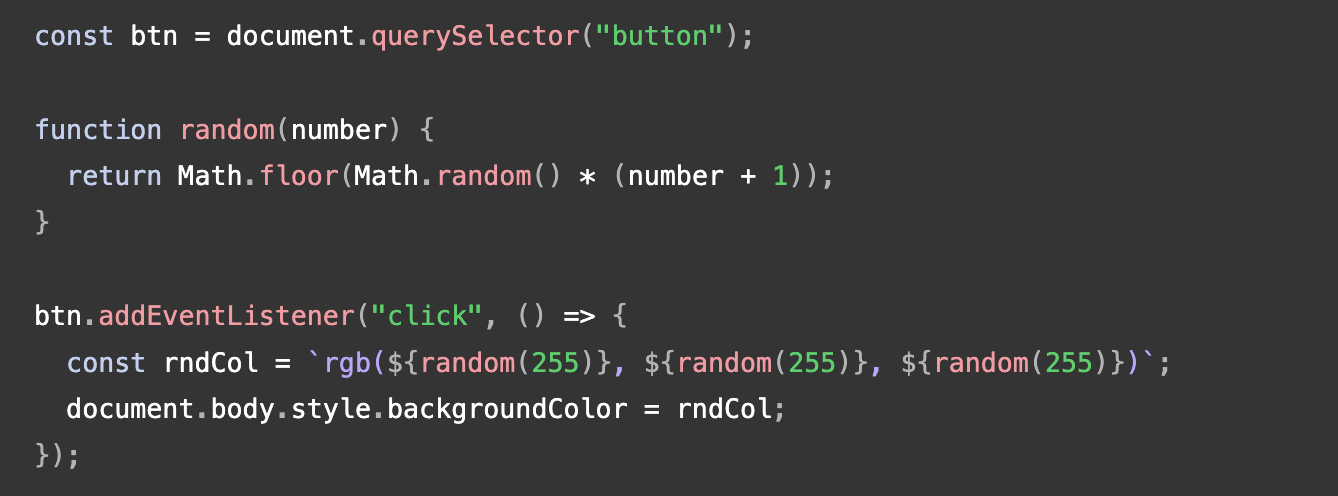 const btn = document.querySelector("button");
function random(number) {
  return Math.floor(Math.random() * (number + 1));
}
btn.addEventListener("click", () => {
  const rndCol = `rgb(${random(255)}, ${random(255)}, ${random(255)})`;
  document.body.style.backgroundColor = rndCol;
});